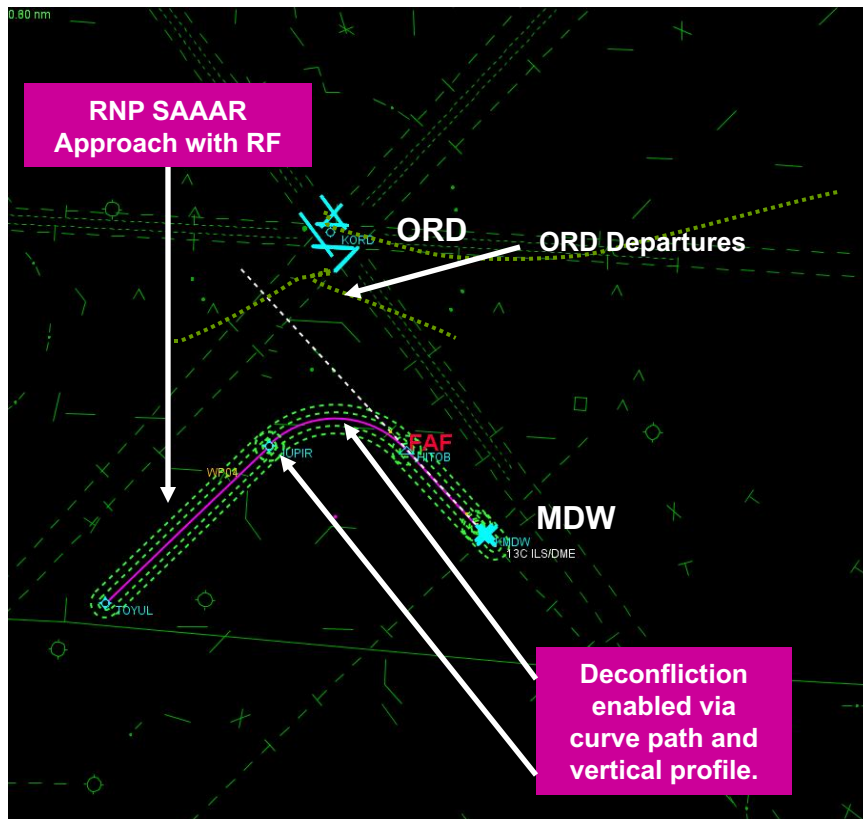 0.80 nm
RNP SAAAR
Approach with RF
ORD
KORD
ORD Departures
FAF
JUPIR
HITOB
WP04
MDW
MDW
13C ILS/DME
TOYUL
Deconfliction
enabled via
curve path and
vertical profile.